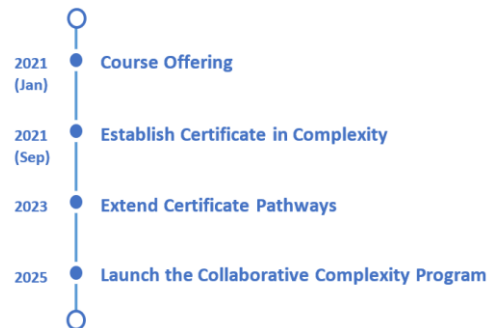 2021 Course Offering
(Jan)
2021 Establish Certificate in Complexity
(Sep)
2023 Extend Certificate Pathways
2025 Launch the Collaborative Complexity Program